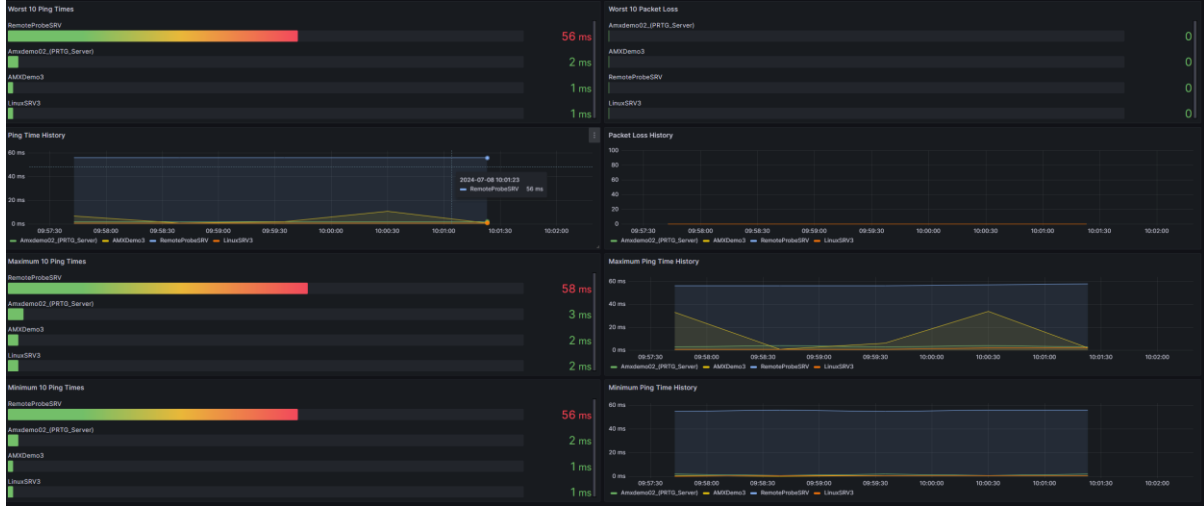 Worst 10 Ping Times
RemoteProbeSRV
56 ms
Amxdemo02_(PRTG_Server)
2 ms
AMXDemo3
1 ms
LinuxSRV3
1 ms
Worst 10 Packet Loss
Amxdemo02_(PRTG_Server)
0
AMXDemo3
0
RemoteProbeSRV
0
LinuxSRV3
0
Ping Time History
60 ms
40 ms
20 ms
0 ms
2024-07-08 10:01:23
RemoteProbeSRV 56 ms
09:57:30 09:58:00 09:58:30 09:59:00 09:59:30 10:00:00 10:00:30 10:01:00 10:01:30 10:02:00
Amxdemo02_(PRTG_Server) AMXDemo3 RemoteProbeSRV LinuxSRV3
Packet Loss History
100
80
60
40
20
0
09:57:30 09:58:00 09:58:30 09:59:00 09:59:30 10:00:00 10:00:30 10:01:00 10:01:30 10:02:00
Amxdemo02_(PRTG_Server) AMXDemo3 RemoteProbeSRV LinuxSRV3
Maximum 10 Ping Times
RemoteProbeSRV
58 ms
Amxdemo02_(PRTG_Server)
3 ms
AMXDemo3
2 ms
LinuxSRV3
2 ms
Maximum Ping Time History
60 ms
40 ms
20 ms
0 ms
09:57:30 09:58:00 09:58:30 09:59:00 09:59:30 10:00:00 10:00:30 10:01:00 10:01:30 10:02:00
Amxdemo02_(PRTG_Server) AMXDemo3 RemoteProbeSRV LinuxSRV3
Minimum 10 Ping Times
RemoteProbeSRV
56 ms
Amxdemo02_(PRTG_Server)
2 ms
AMXDemo3
1 ms
LinuxSRV3
1 ms
Minimum Ping Time History
60 ms
40 ms
20 ms
0 ms
09:57:30 09:58:00 09:58:30 09:59:00 09:59:30 10:00:00 10:00:30 10:01:00 10:01:30 10:02:00
Amxdemo02_(PRTG_Server) AMXDemo3 RemoteProbeSRV LinuxSRV3